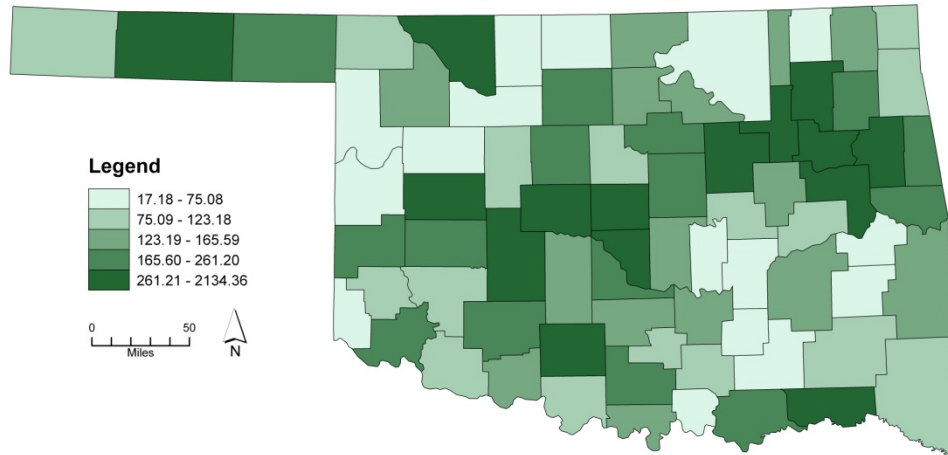 Legend
17.18 - 75.08
75.09 - 123.18
123.19 - 165.59
165.60 - 261.20
261.21 - 2134.36
0 50
Miles
N